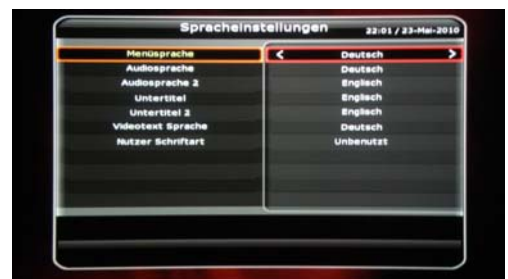 Spracheinstellungen 22:01 / 23-Mai-2010
Menüsprache < Deutsch >
Audiosprache Deutsch
Audiosprache 2 Englisch
Untertitel Englisch
Untertitel 2 Englisch
Videotext Sprache Deutsch
Nutzer Schriftart Unbenutzt